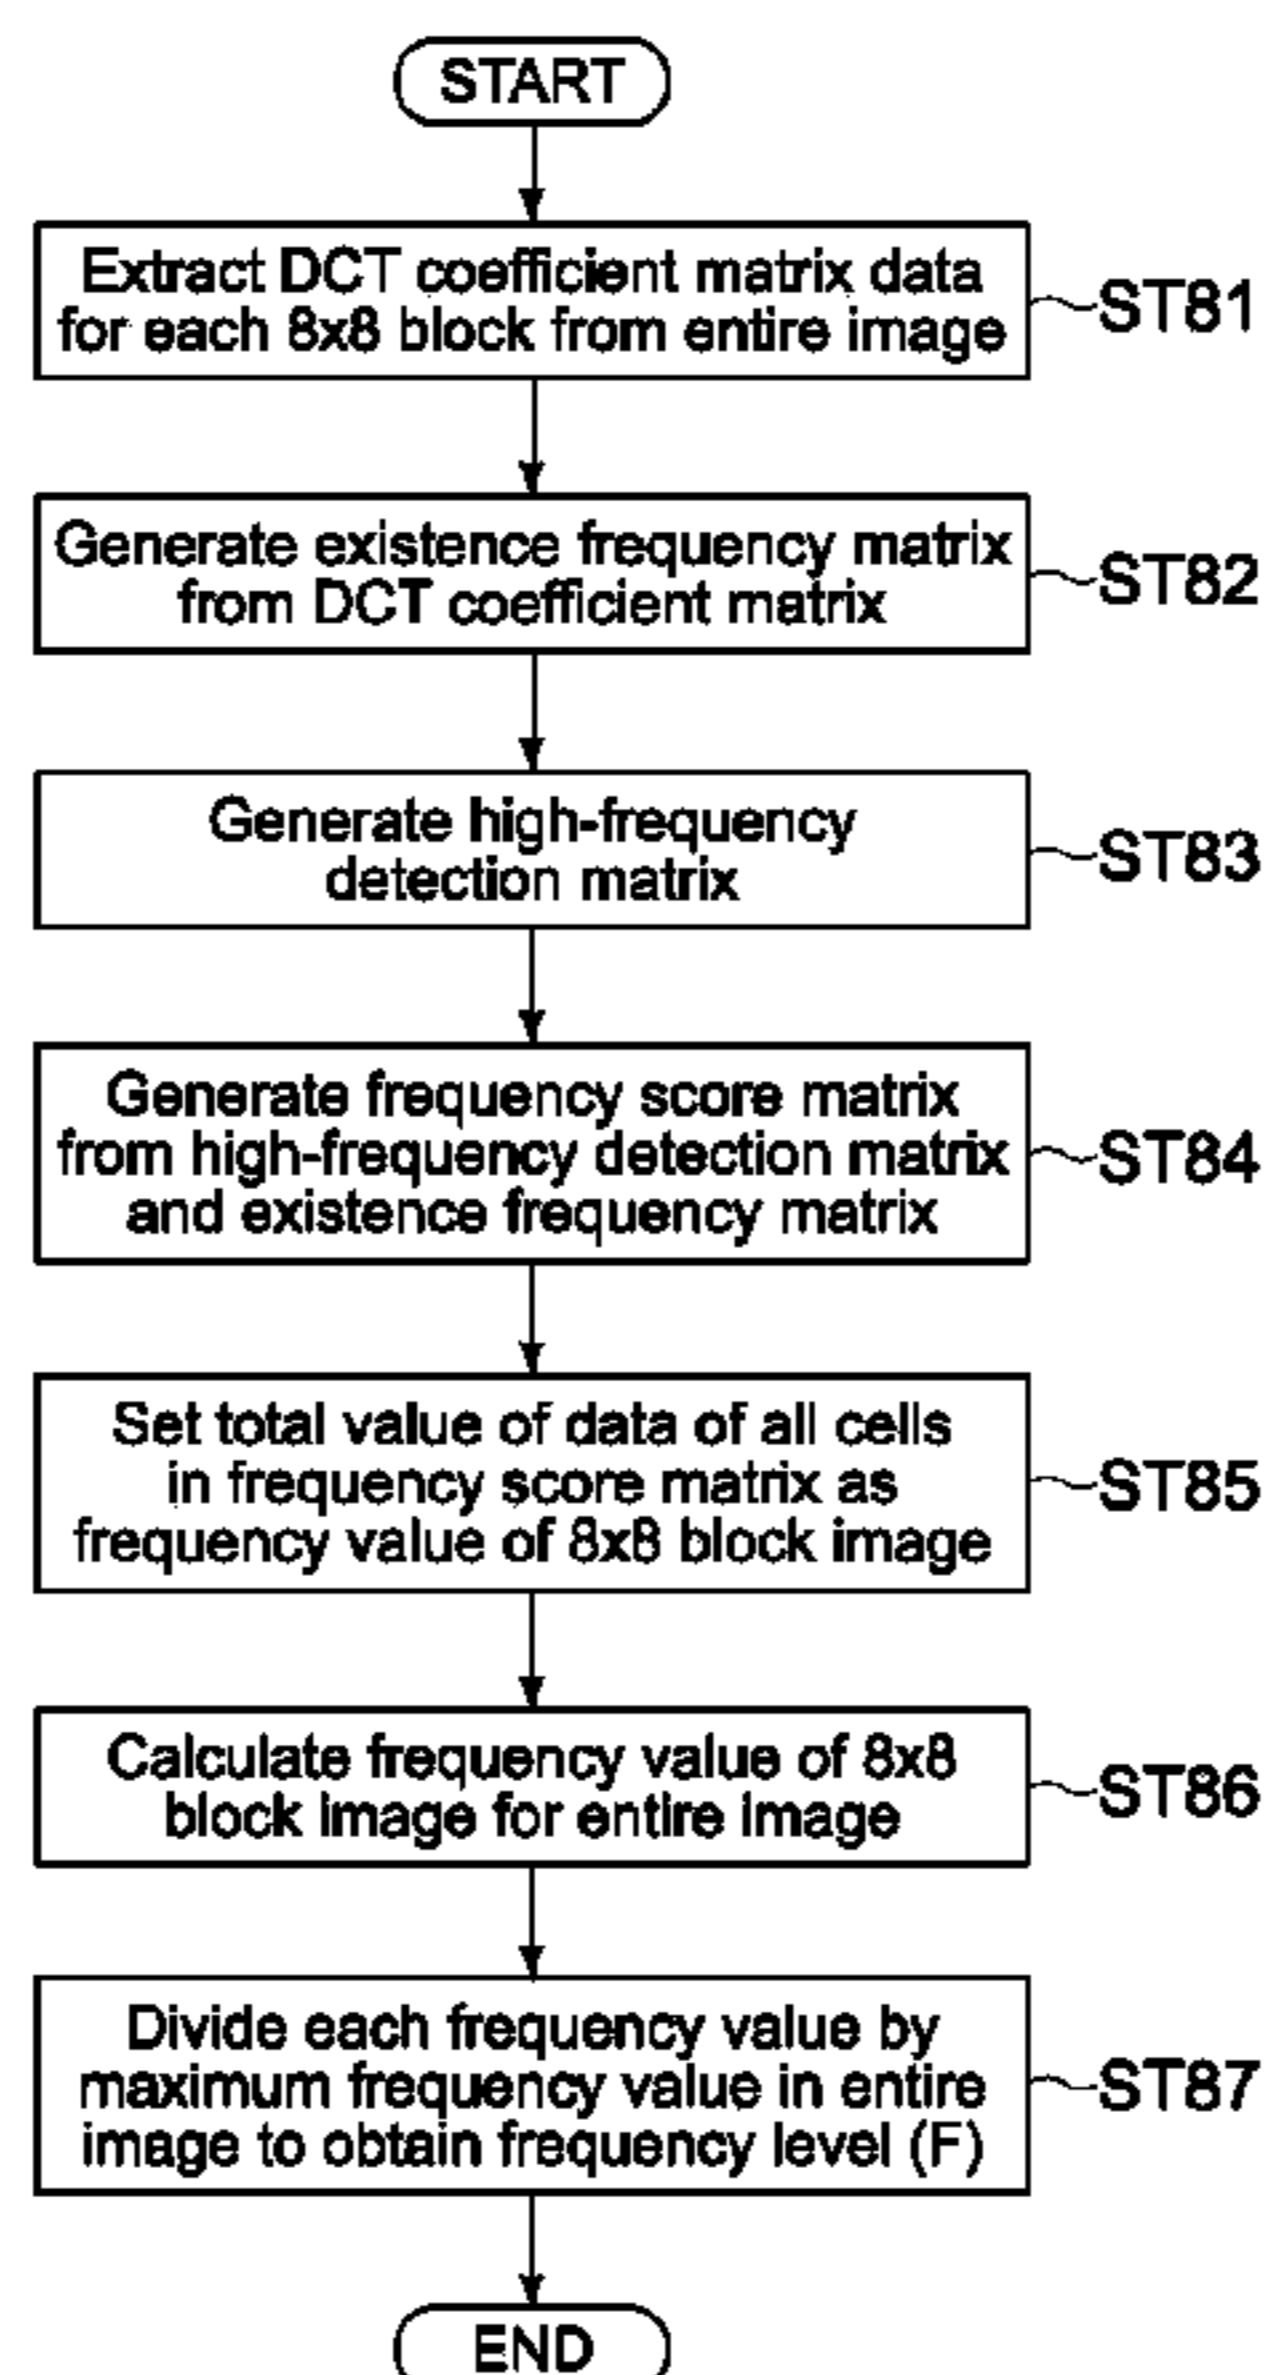 START
Extract DCT coefficient matrix data
for each 8x8 block from entire image
ST81
Generate existence frequency matrix
from DCT coefficient matrix
ST82
Generate high-frequency
detection matrix
ST83
Generate frequency score matrix
from high-frequency detection matrix
and existence frequency matrix
ST84
Set total value of data of all cells
in frequency score matrix as
frequency value of 8x8 block image
ST85
Calculate frequency value of 8x8
block image for entire image
ST86
Divide each frequency value by
maximum frequency value in entire
image to obtain frequency level (F)
ST87
END